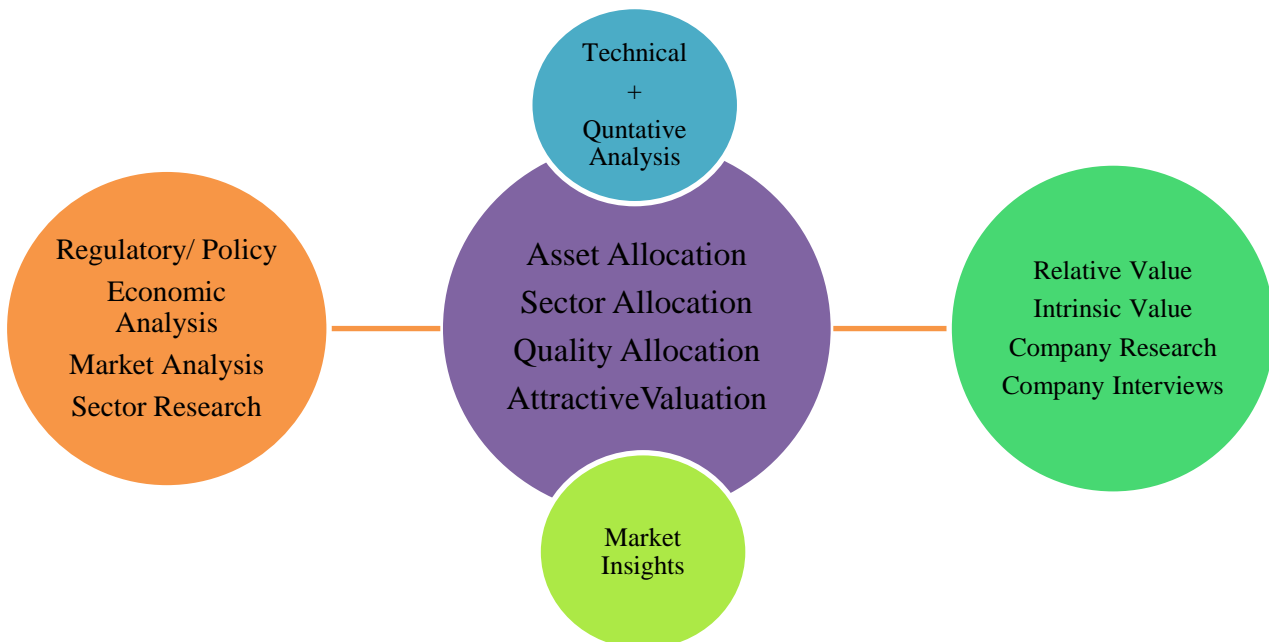 Technical
+
Quntative
Analysis
Regulatory/ Policy
Economic
Analysis
Market Analysis
Sector Research
Asset Allocation
Sector Allocation
Quality Allocation
AttractiveValuation
Relative Value
Intrinsic Value
Company Research
Company Interviews
Market
Insights